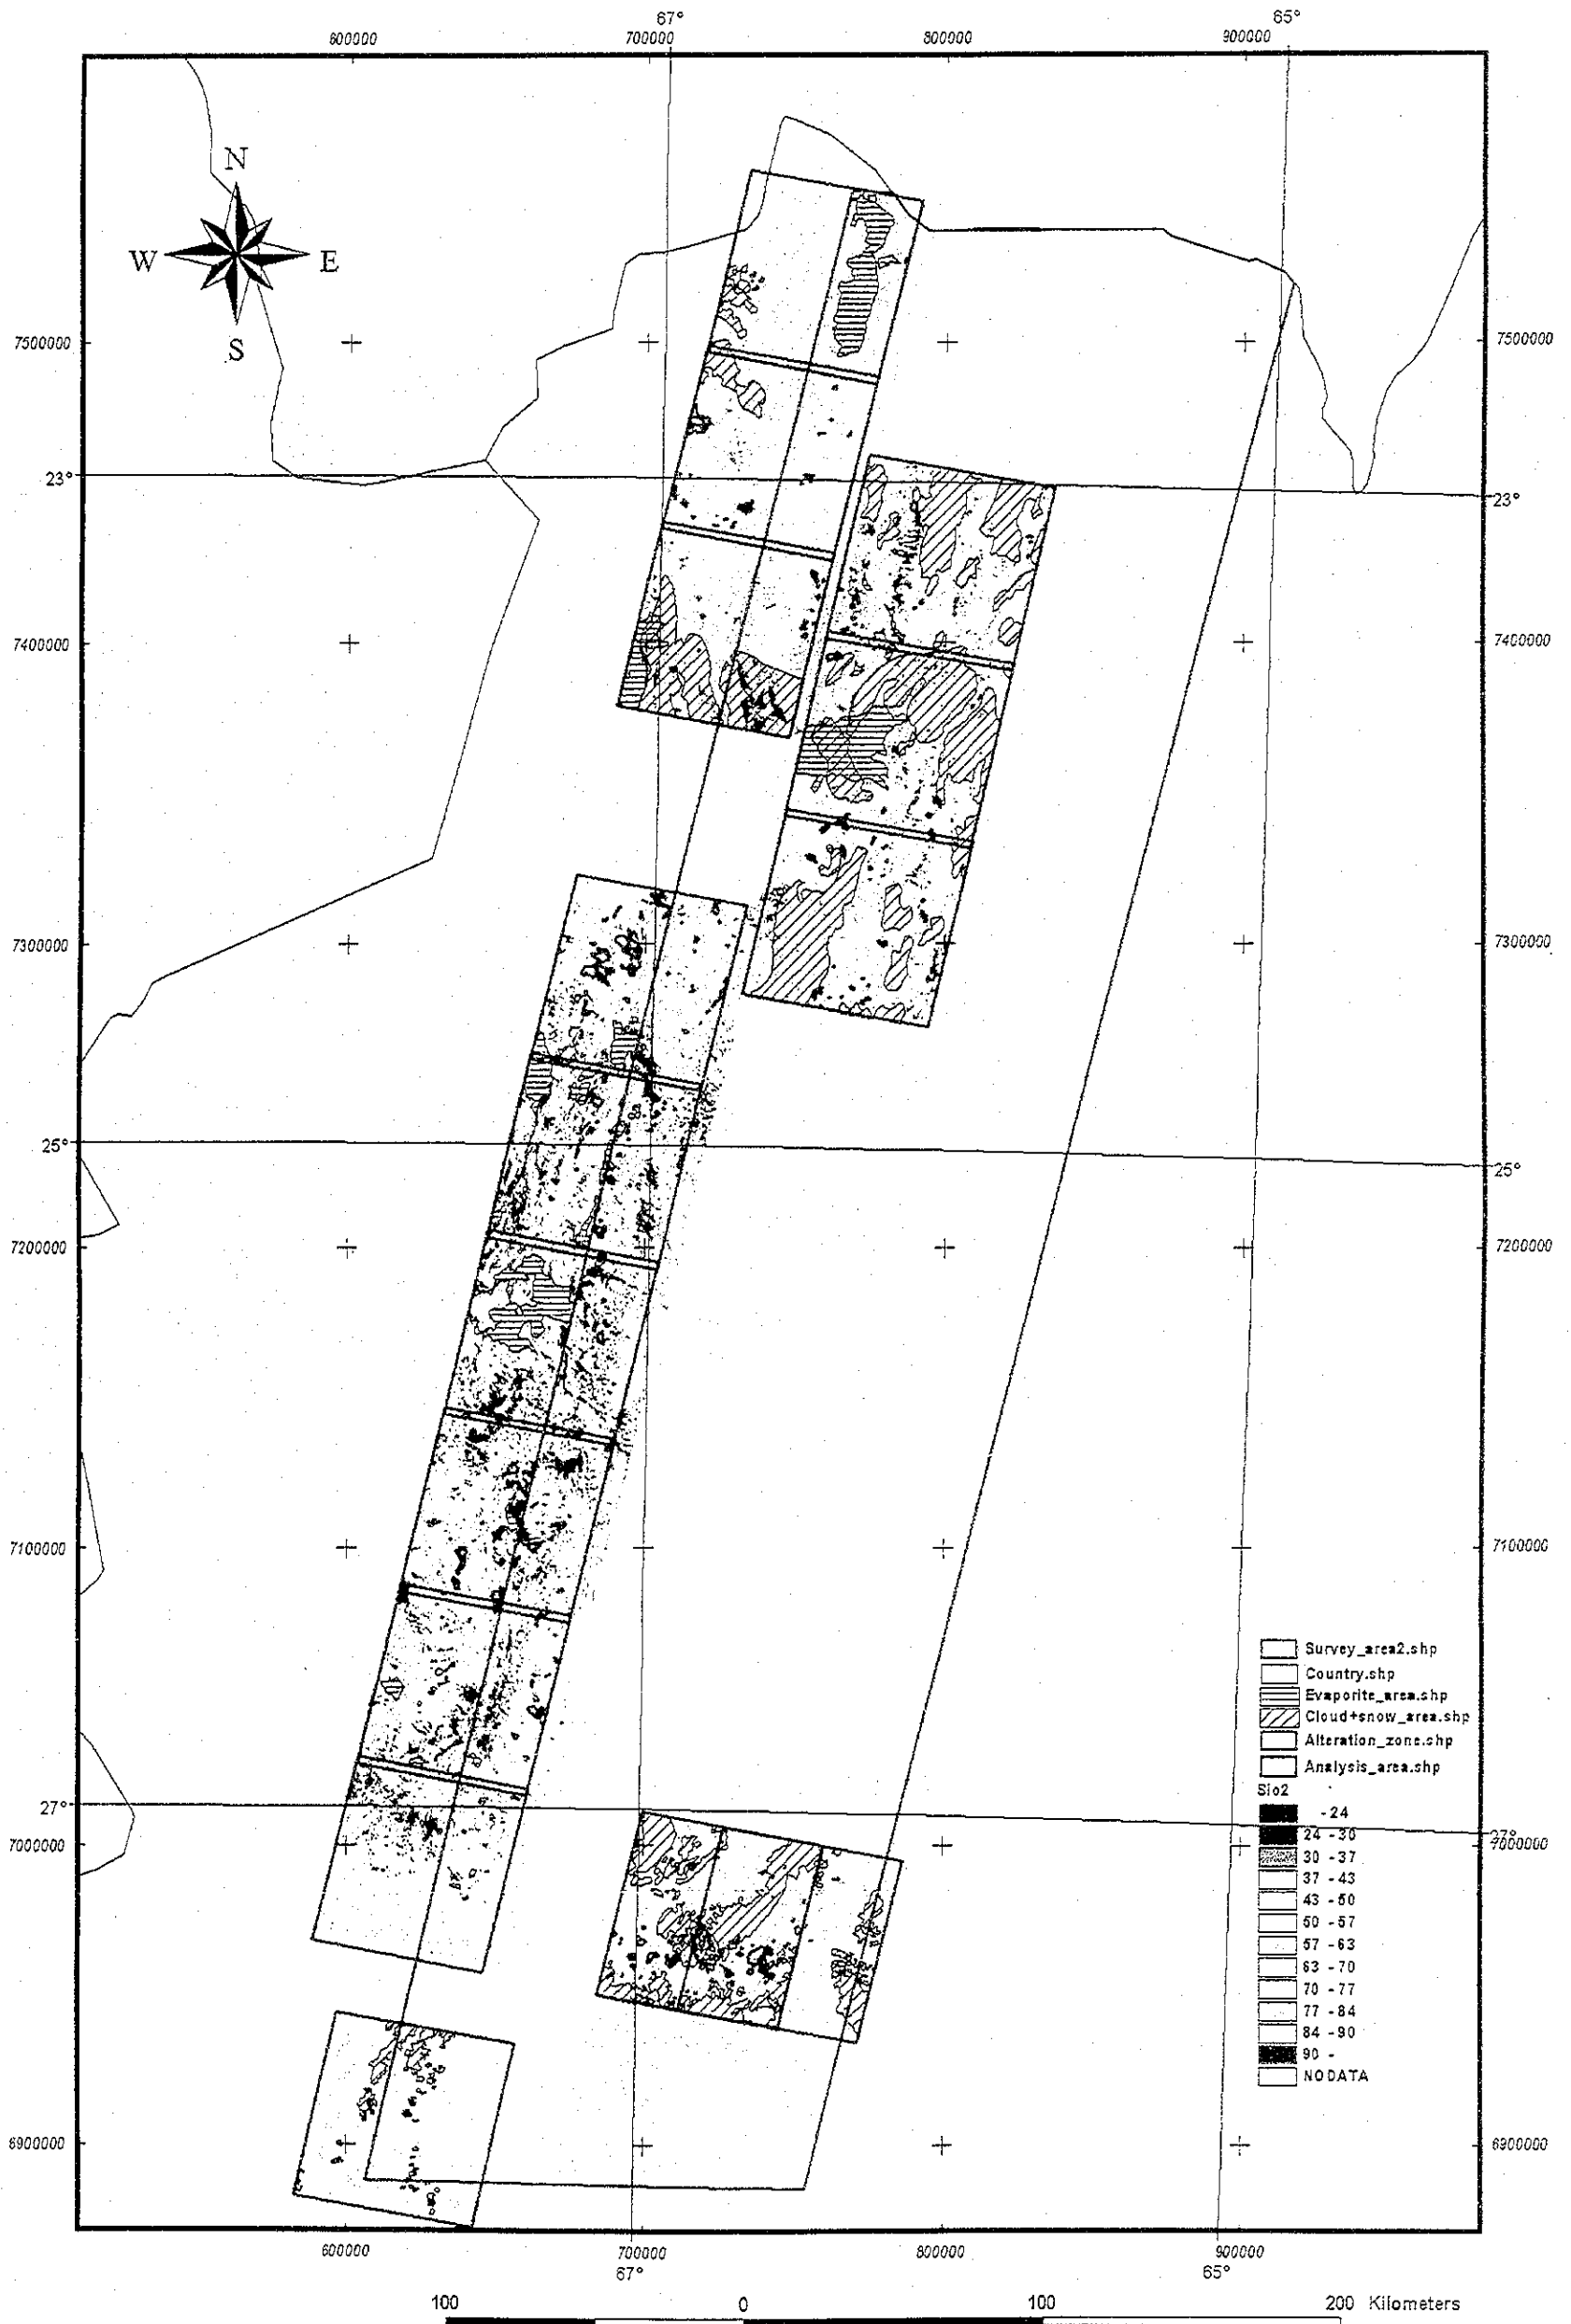 67° 65°
600000 700000 800000 900000
N
W E
S
7500000 7500000
23° 23°
7400000 7400000
7300000 7300000
25° 25°
7200000 7200000
7100000 7100000
Survey_area2.shp
Country.shp
Evaporite_area.shp
Cloud+snow_area.shp
Alteration_zone.shp
Analysis_area.shp
Sio2
-24
27°
24 -30
7000000 7000000
30 -37
37 -43
43 -50
50 -57
57 -63
63 -70
70 -77
77 -84
84 -90
90 -
NODATA
6900000 6900000
600000 700000 800000 900000
67° 65°
100 0 100 200 Kilometers